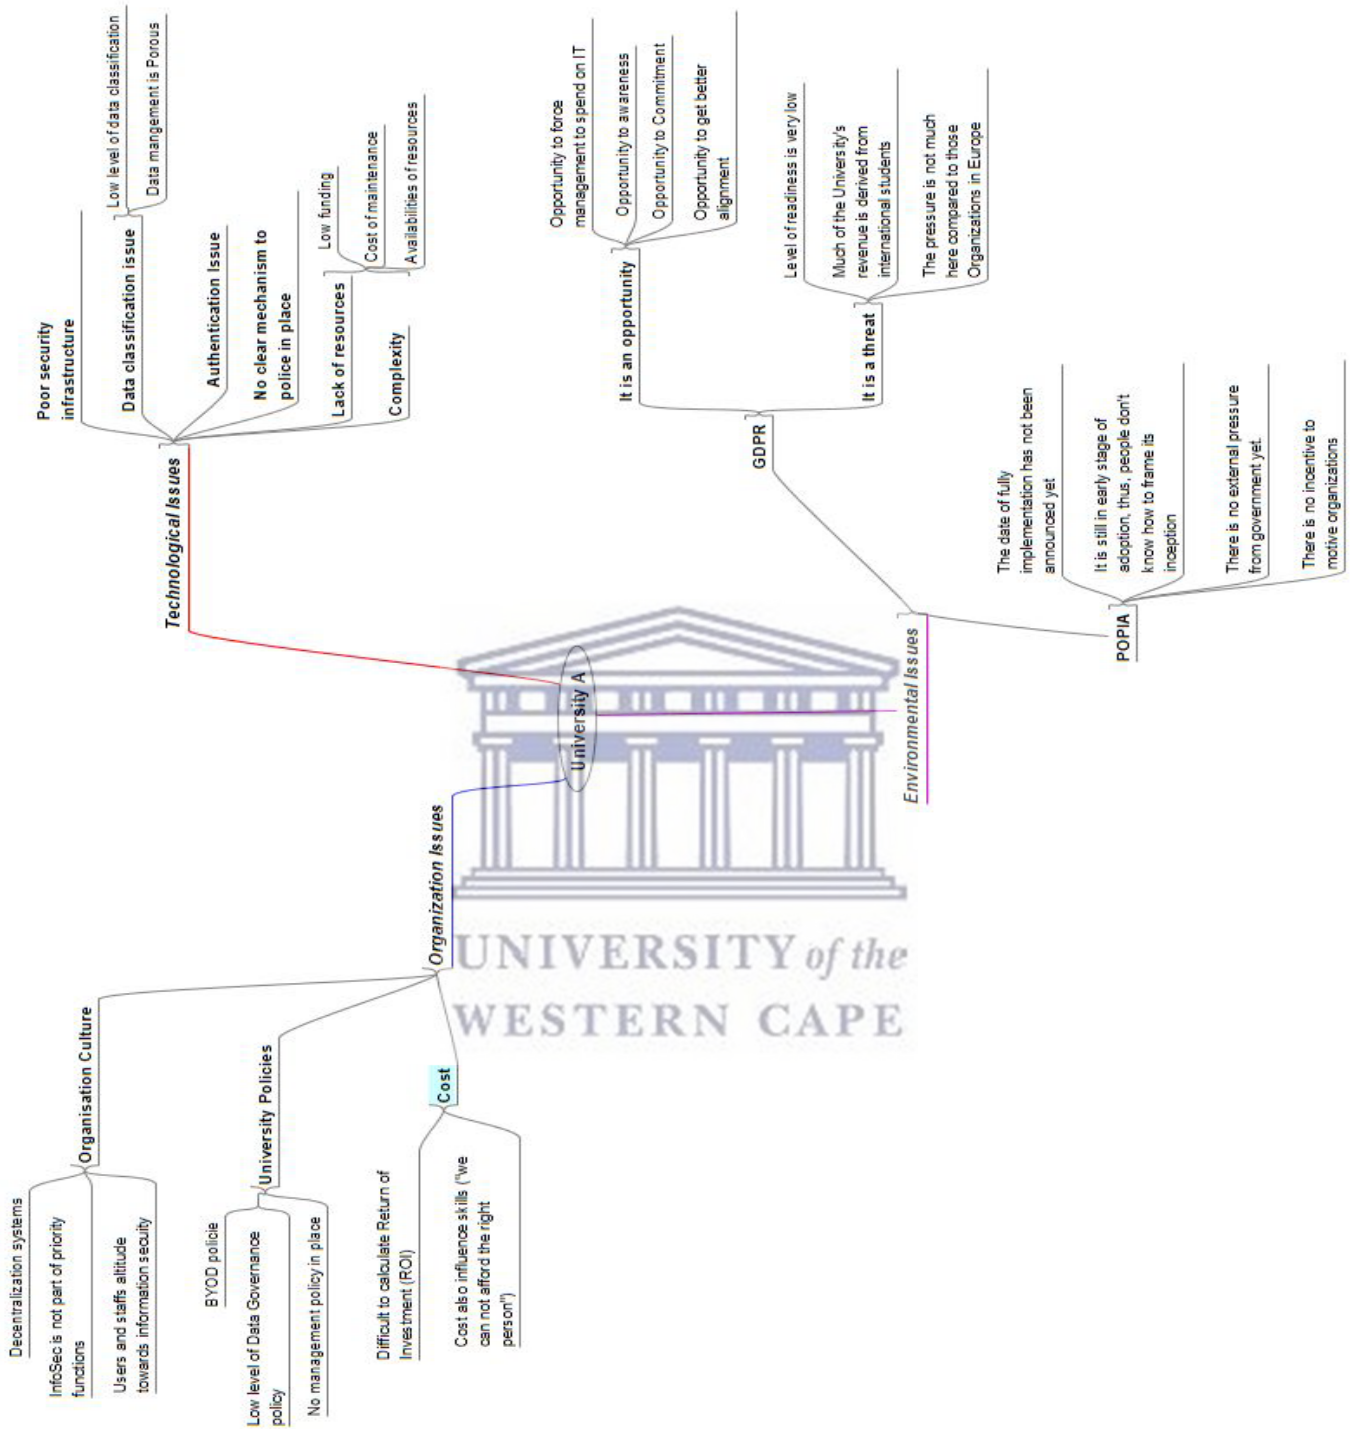 Decentralization systems
InfoSec is not part of priority
functions
Users and staffs altitude
towards information secuity
Organisation Culture
BYOD policie
Low level of Data Governance
policy
No management policy in place
University Policies
Difficult to calculate Return of
Investment (ROI)
Cost also influence skills ("we
can not afford the right
person")
Cost
Organization Issues
University A
Technological Issues
Poor security
infrastructure
Data classification issue
Low level of data classification
Data mangement is Porous
Authentication Issue
No clear mechanism to
police in place
Lack of resources
Low funding
Cost of maintenance
Availabilities of resources
Complexity
Environmental Issues
GDPR
It is an opportunity
Opportunity to force
management to spend on IT
Opportunity to awareness
Opportunity to Commitment
Opportunity to get better
alignment
It is a threat
Level of readiness is very low
Much of the University's
revenue is derived from
international students
The pressure is not much
here compared to those
Organizations in Europe
POPIA
The date of fully
implementation has not been
announced yet
It is still in early stage of
adoption, thus, people don't
know how to frame its
inception
There is no external pressure
from government yet.
There is no incentive to
motive organizations
UNIVERSITY of the
WESTERN CAPE